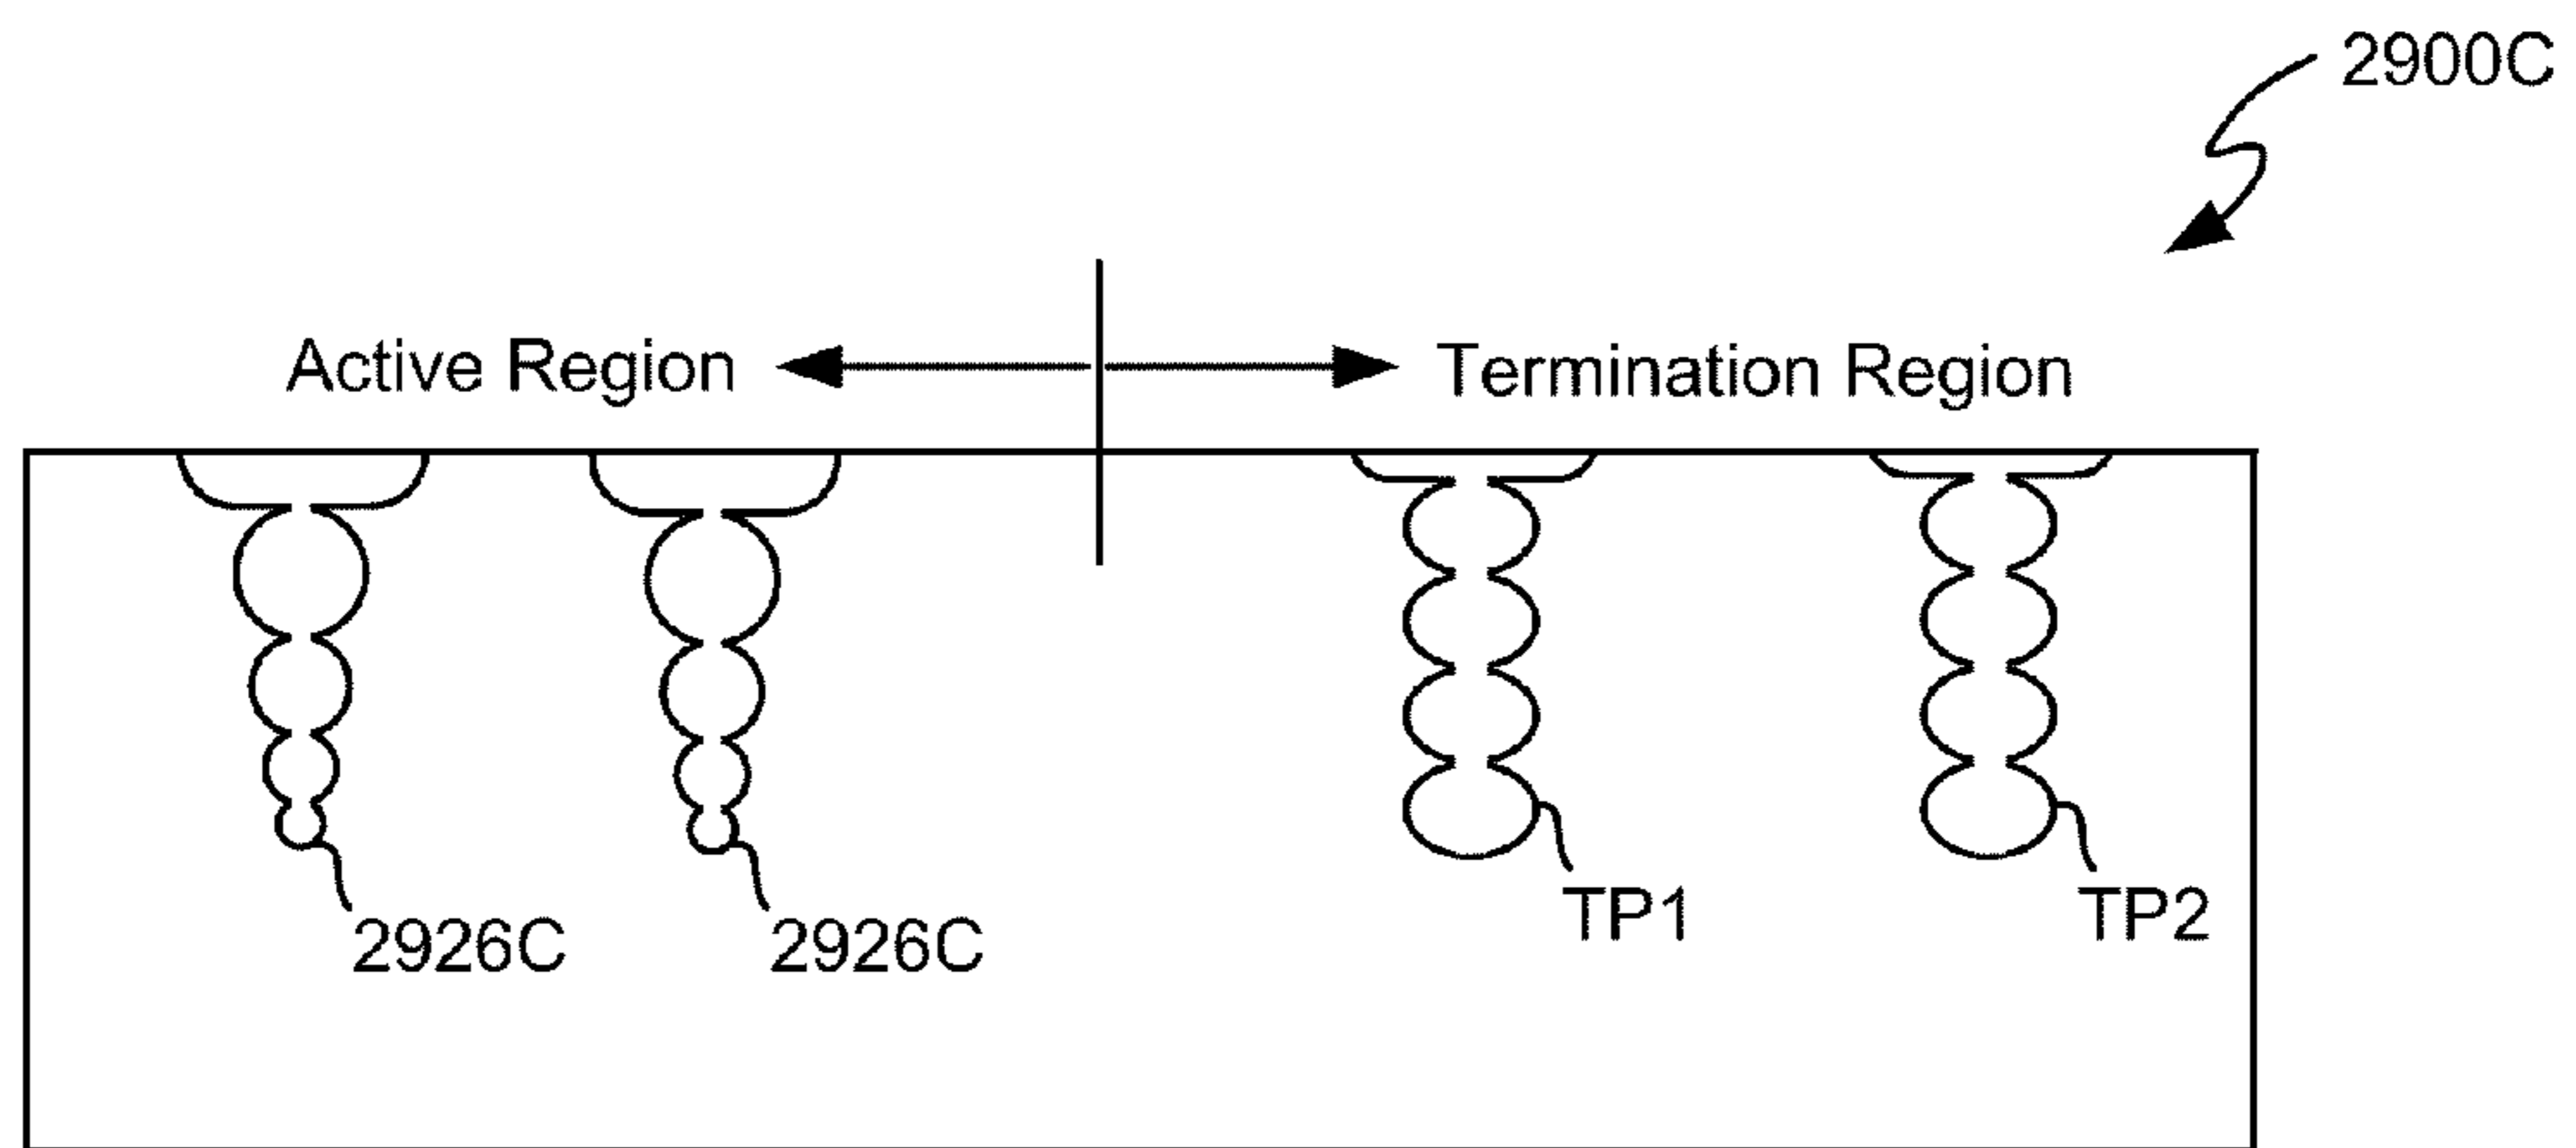 2900C
Active Region
Termination Region
2926C
2926C
TP1
TP2